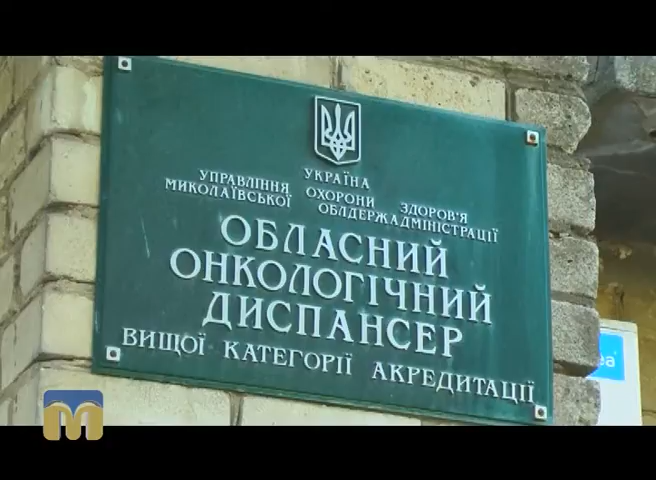 УКРАЇНА
УПРАВЛІННЯ ОХОРОНИ ЗДОРОВ'Я
МИКОЛАЇВСЬКОЇ ОБЛДЕРЖАДМІНІСТРАЦІЇ
ОБЛАСНИЙ
ОНКОЛОГІЧНИЙ
ДИСПАНСЕР
ВИЩОЇ КАТЕГОРІЇ АКРЕДИТАЦІЇ